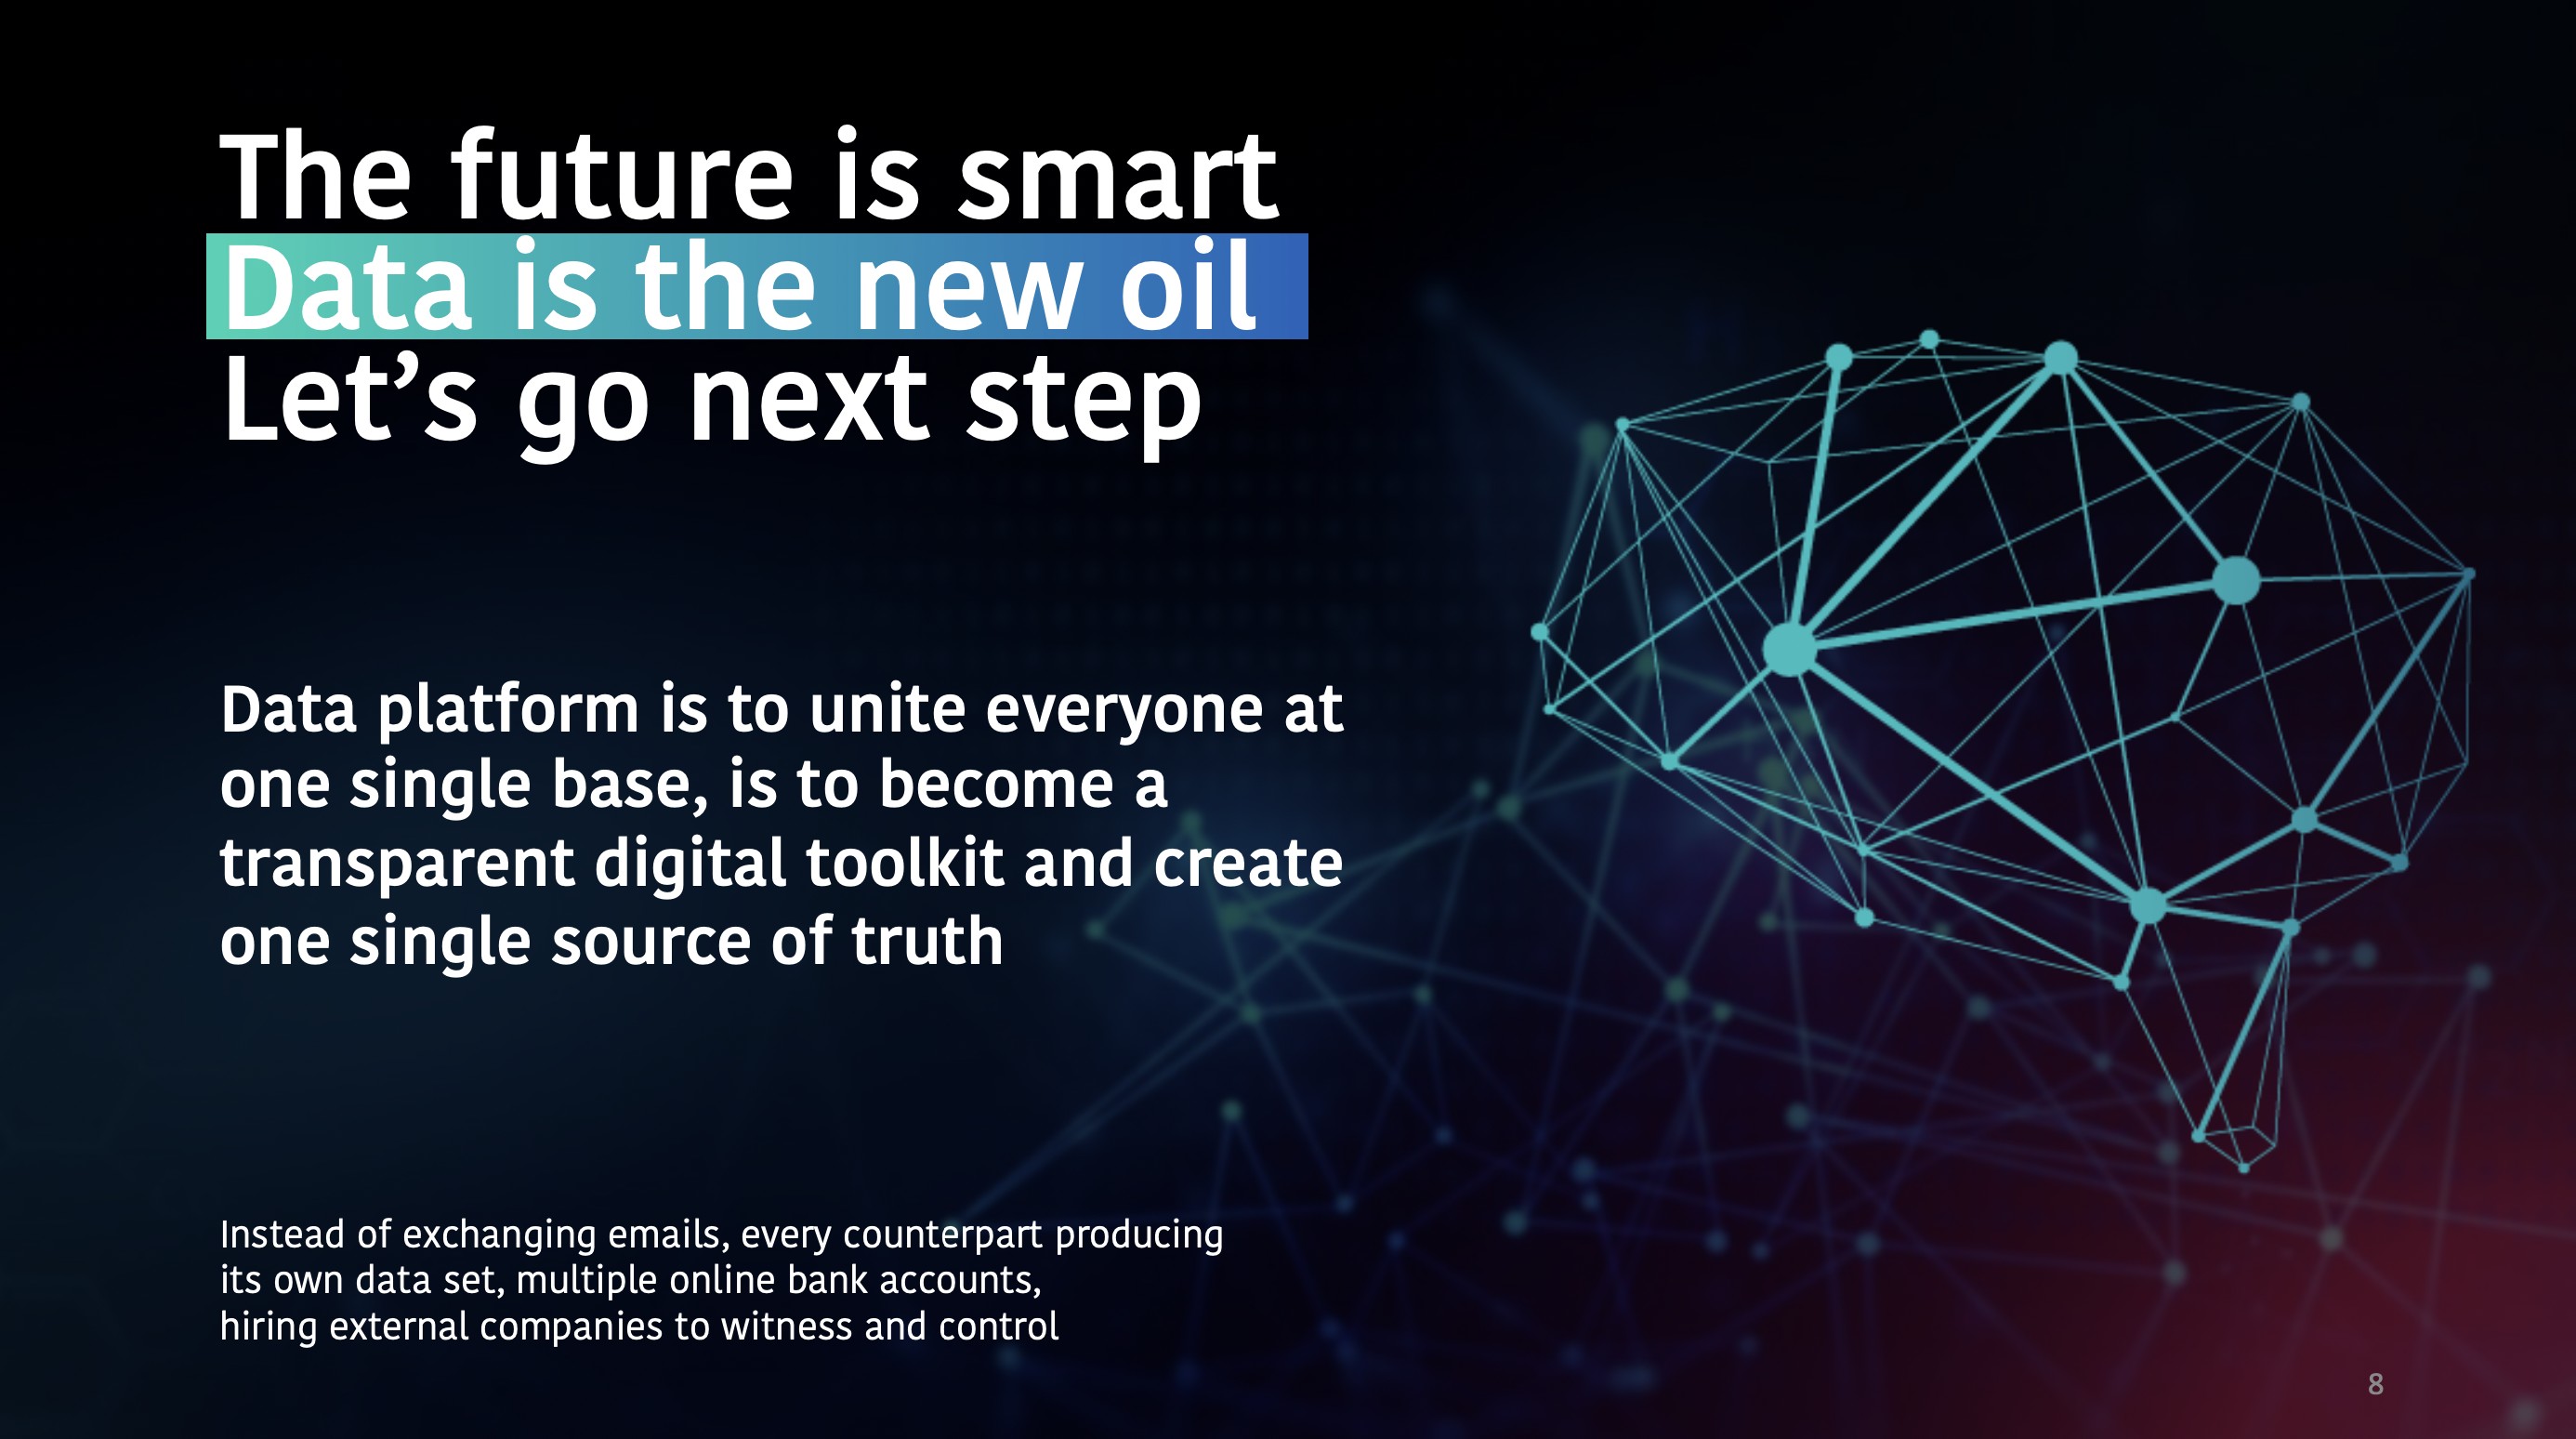 The future is smart
Data is the new oil
Let’s go next step
Data platform is to unite everyone at
one single base, is to become a
transparent digital toolkit and create
one single source of truth
Instead of exchanging emails, every counterpart producing
its own data set, multiple online bank accounts,
hiring external companies to witness and control
8